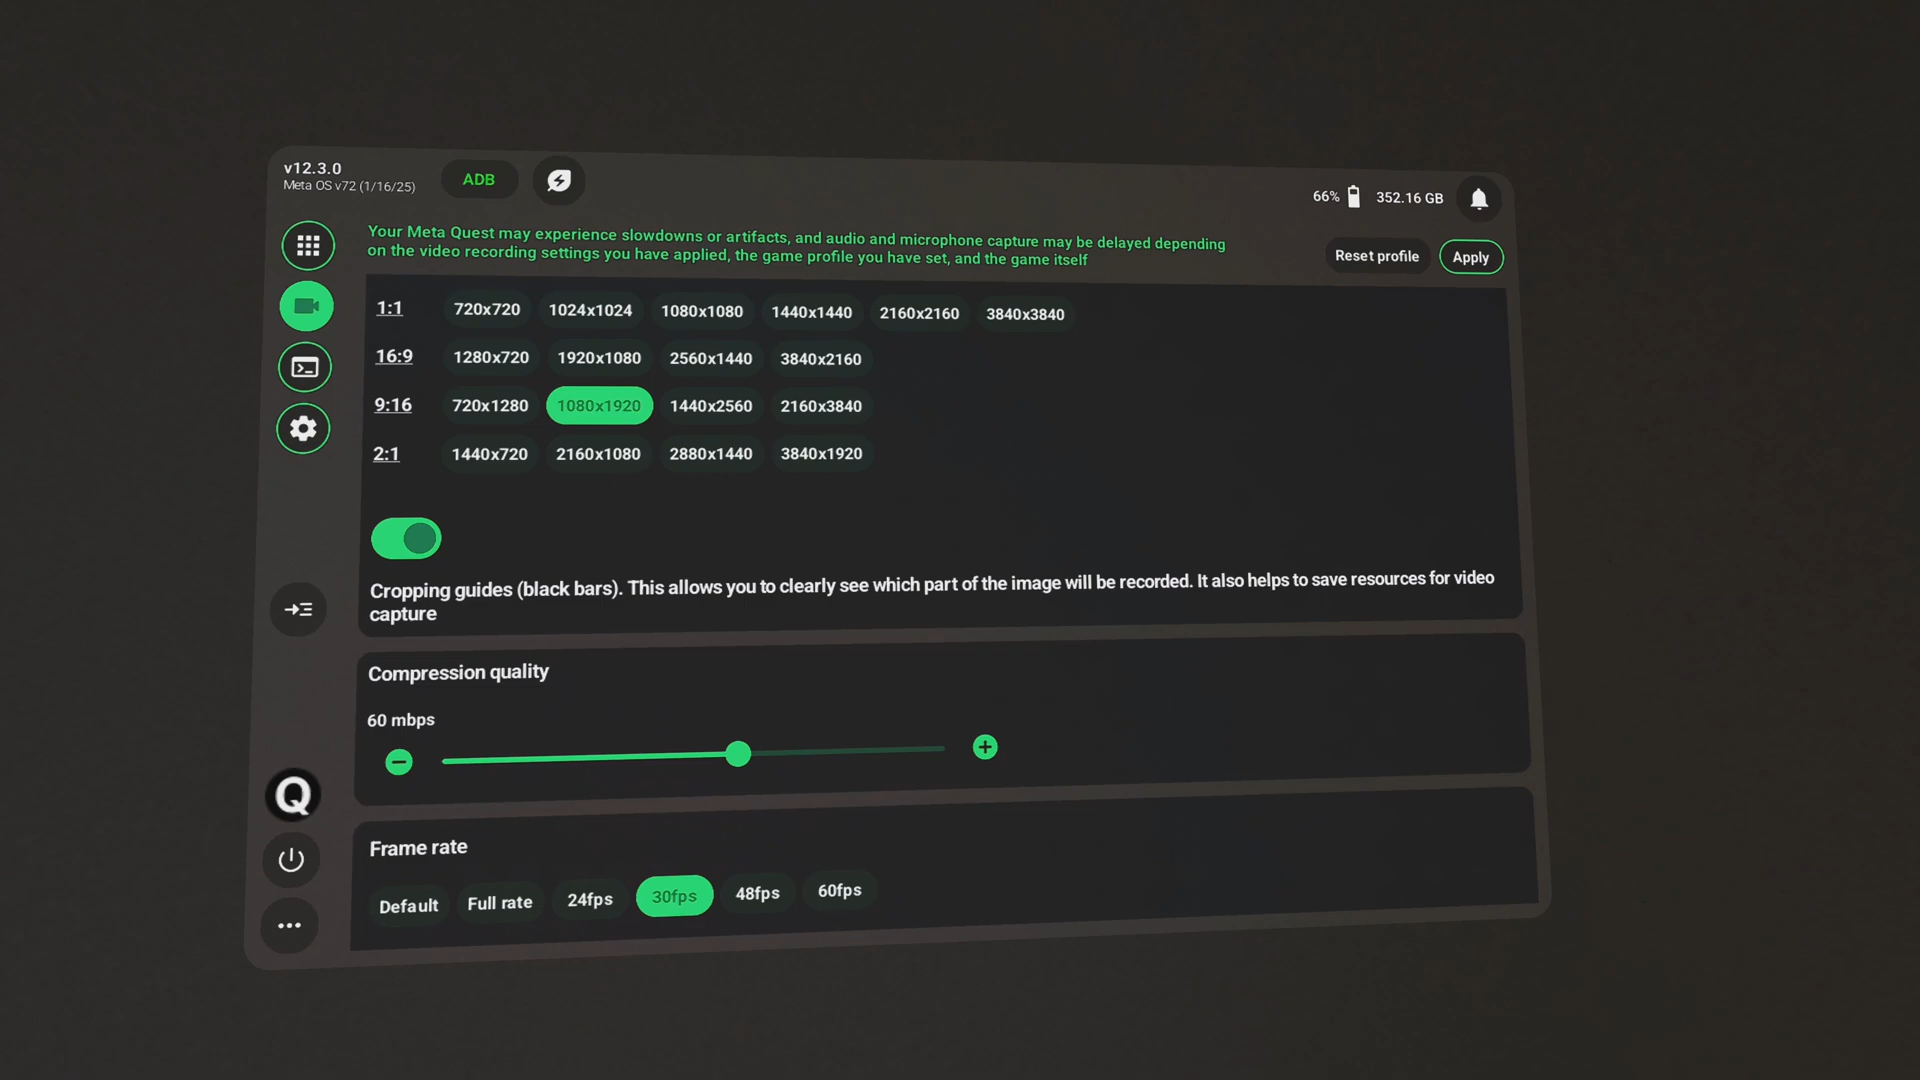 v12.3.0
Meta OS v72 (1/16/25)
ADB
66%
352.16 GB
Your Meta Quest may experience slowdowns or artifacts, and audio and microphone capture may be delayed depending
on the video recording settings you have applied, the game profile you have set, and the game itself
Reset profile
Apply
1:1 720x720 1024x1024 1080x1080 1440x1440 2160x2160 3840x3840
16:9 1280x720 1920x1080 2560x1440 3840x2160
9:16 720x1280 1080x1920 1440x2560 2160x3840
2:1 1440x720 2160x1080 2880x1440 3840x1920
Cropping guides (black bars). This allows you to clearly see which part of the image will be recorded. It also helps to save resources for video
capture
Compression quality
60 mbps
Q
Frame rate
Default Full rate 24fps 30fps 48fps 60fps